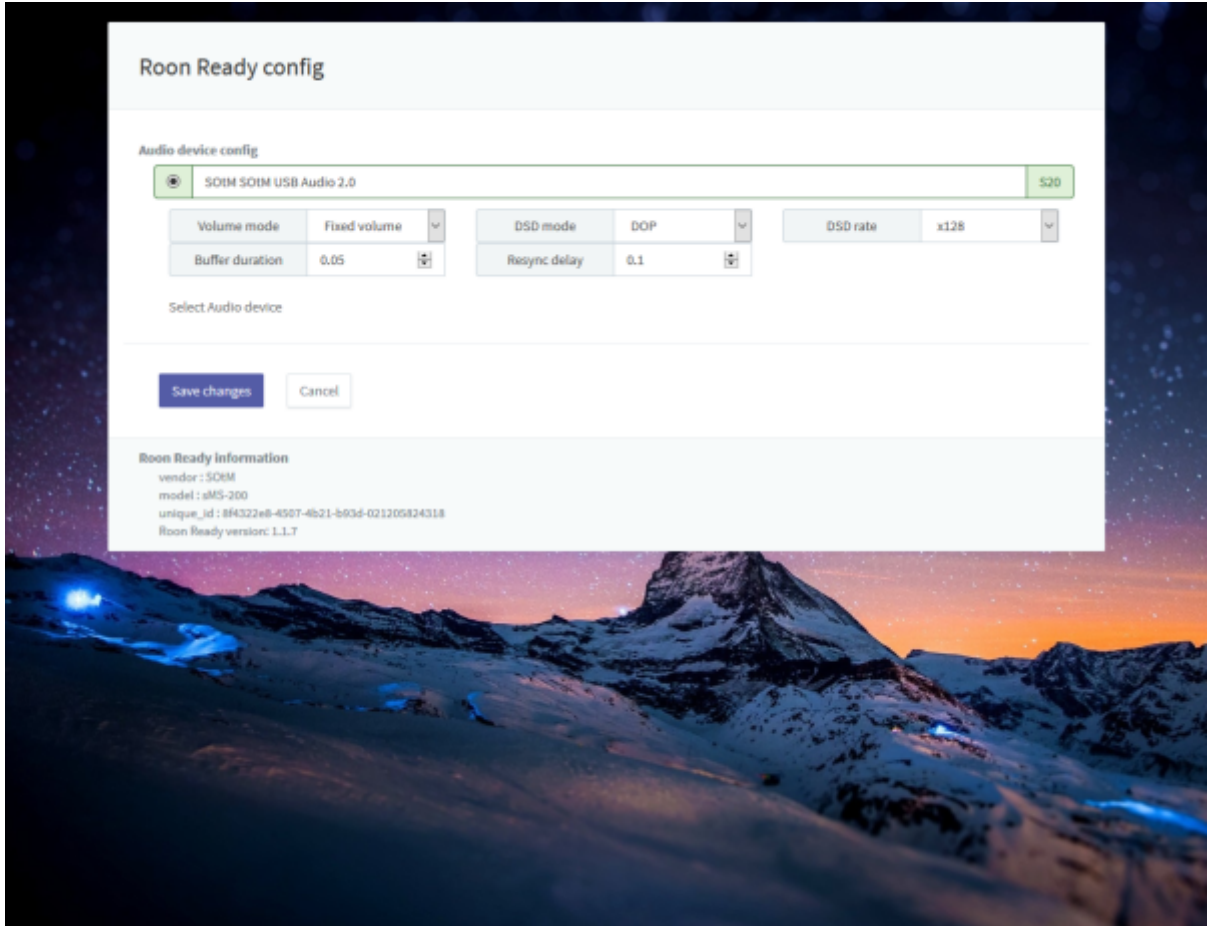 Roon Ready config
Audio device config
SOtM SOtM USB Audio 2.0 S20
Volume mode Fixed volume DSD mode DOP DSD rate x128
Buffer duration 0.05 Resync delay 0.1
Select Audio device
Save changes Cancel
Roon Ready information
vendor : SOtM
model : sMS-200
unique_id : 8f4322e8-4507-4b21-b93d-021205824318
Roon Ready version: 1.1.7